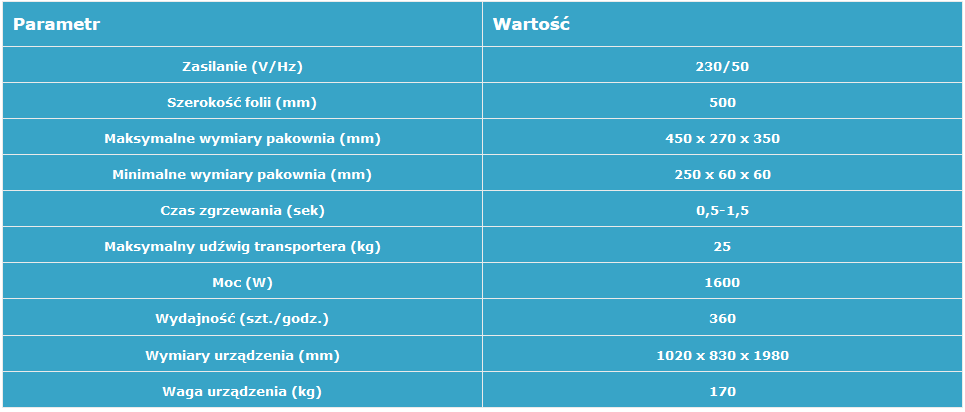 Parametr Wartość
Zasilanie (V/Hz) 230/50
Szerokość folii (mm) 500
Maksymalne wymiary pakownia (mm) 450 x 270 x 350
Minimalne wymiary pakownia (mm) 250 x 60 x 60
Czas zgrzewania (sek) 0,5-1,5
Maksymalny udźwig transportera (kg) 25
Moc (W) 1600
Wydajność (szt./godz.) 360
Wymiary urządzenia (mm) 1020 x 830 x 1980
Waga urządzenia (kg) 170